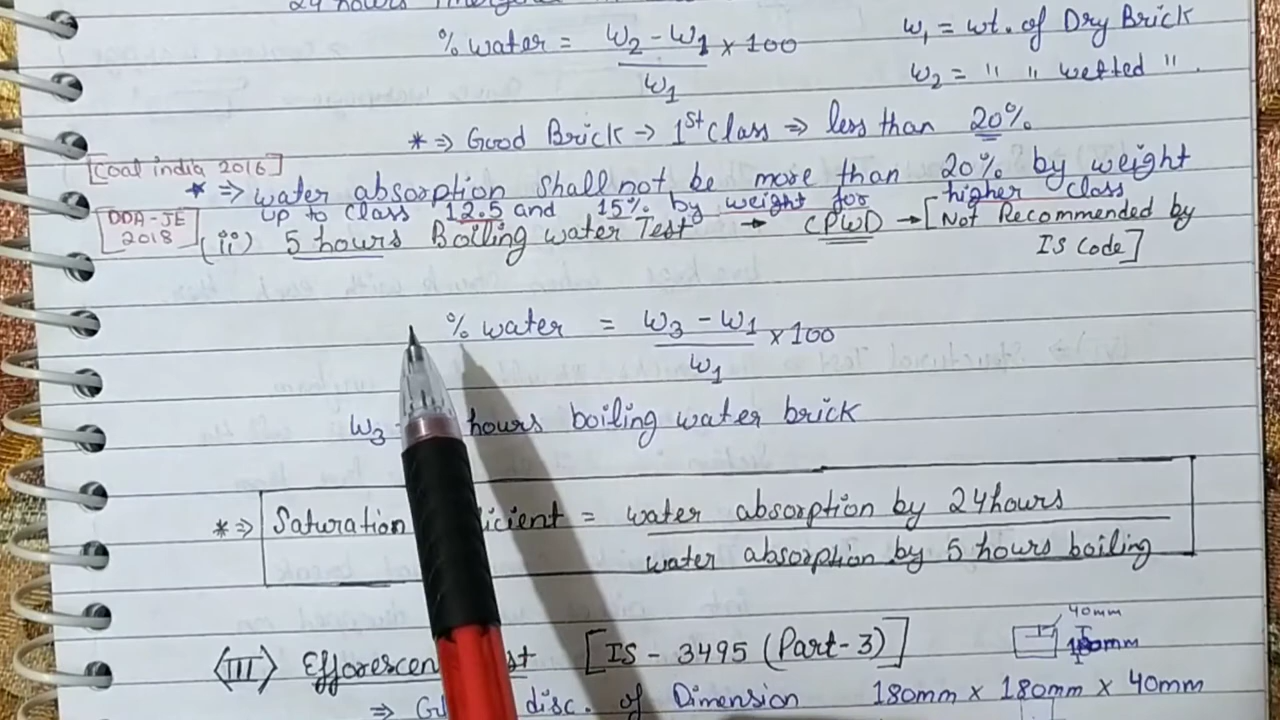 24 hours
% water = (w2 - w1) / w1 × 100
w1 = wt. of Dry Brick
w2 = " " wetted ".
* ⇒ Good Brick → 1st Class ⇒ less than 20%.
[Coal india 2016]
* ⇒ water absorption shall not be more than 20% by weight
up to class 12.5 and 15% by weight for higher class
[DDA-JE 2018]
(ii) 5 hours Boiling water Test → CPWD → [Not Recommended by
IS Code]
% water = (w3 - w1) / w1 × 100
w3 - hours boiling water brick
* ⇒ Saturation = water absorption by 24 hours
water absorption by 5 hours boiling
40mm
(III) [IS - 3495 (Part-3)]
⇒ disc. of Dimension 180mm × 180mm × 40mm